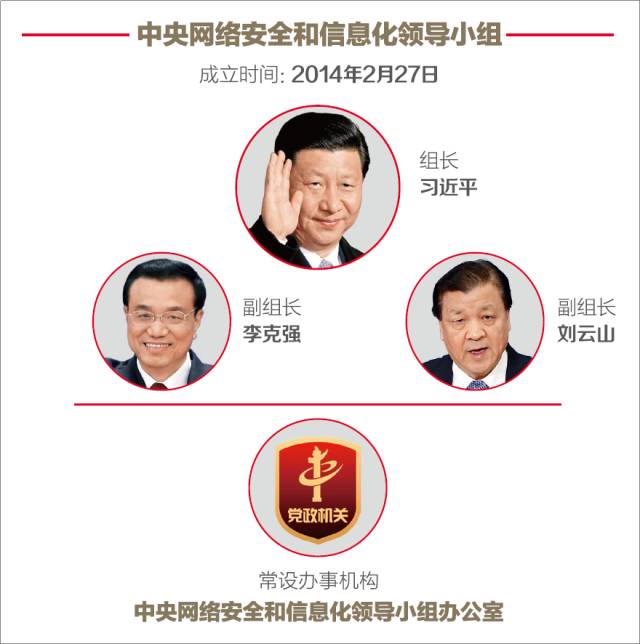 中央网络安全和信息化领导小组
成立时间：2014年2月27日
组长
习近平
副组长
李克强
副组长
刘云山
党政机关
常设办事机构
中央网络安全和信息化领导小组办公室